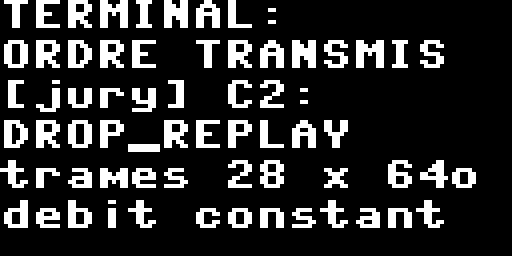 TERMINAL:
ORDRE TRANSMIS
[jury] C2:
DROP_REPLAY
trames 28 x 64o
debit constant